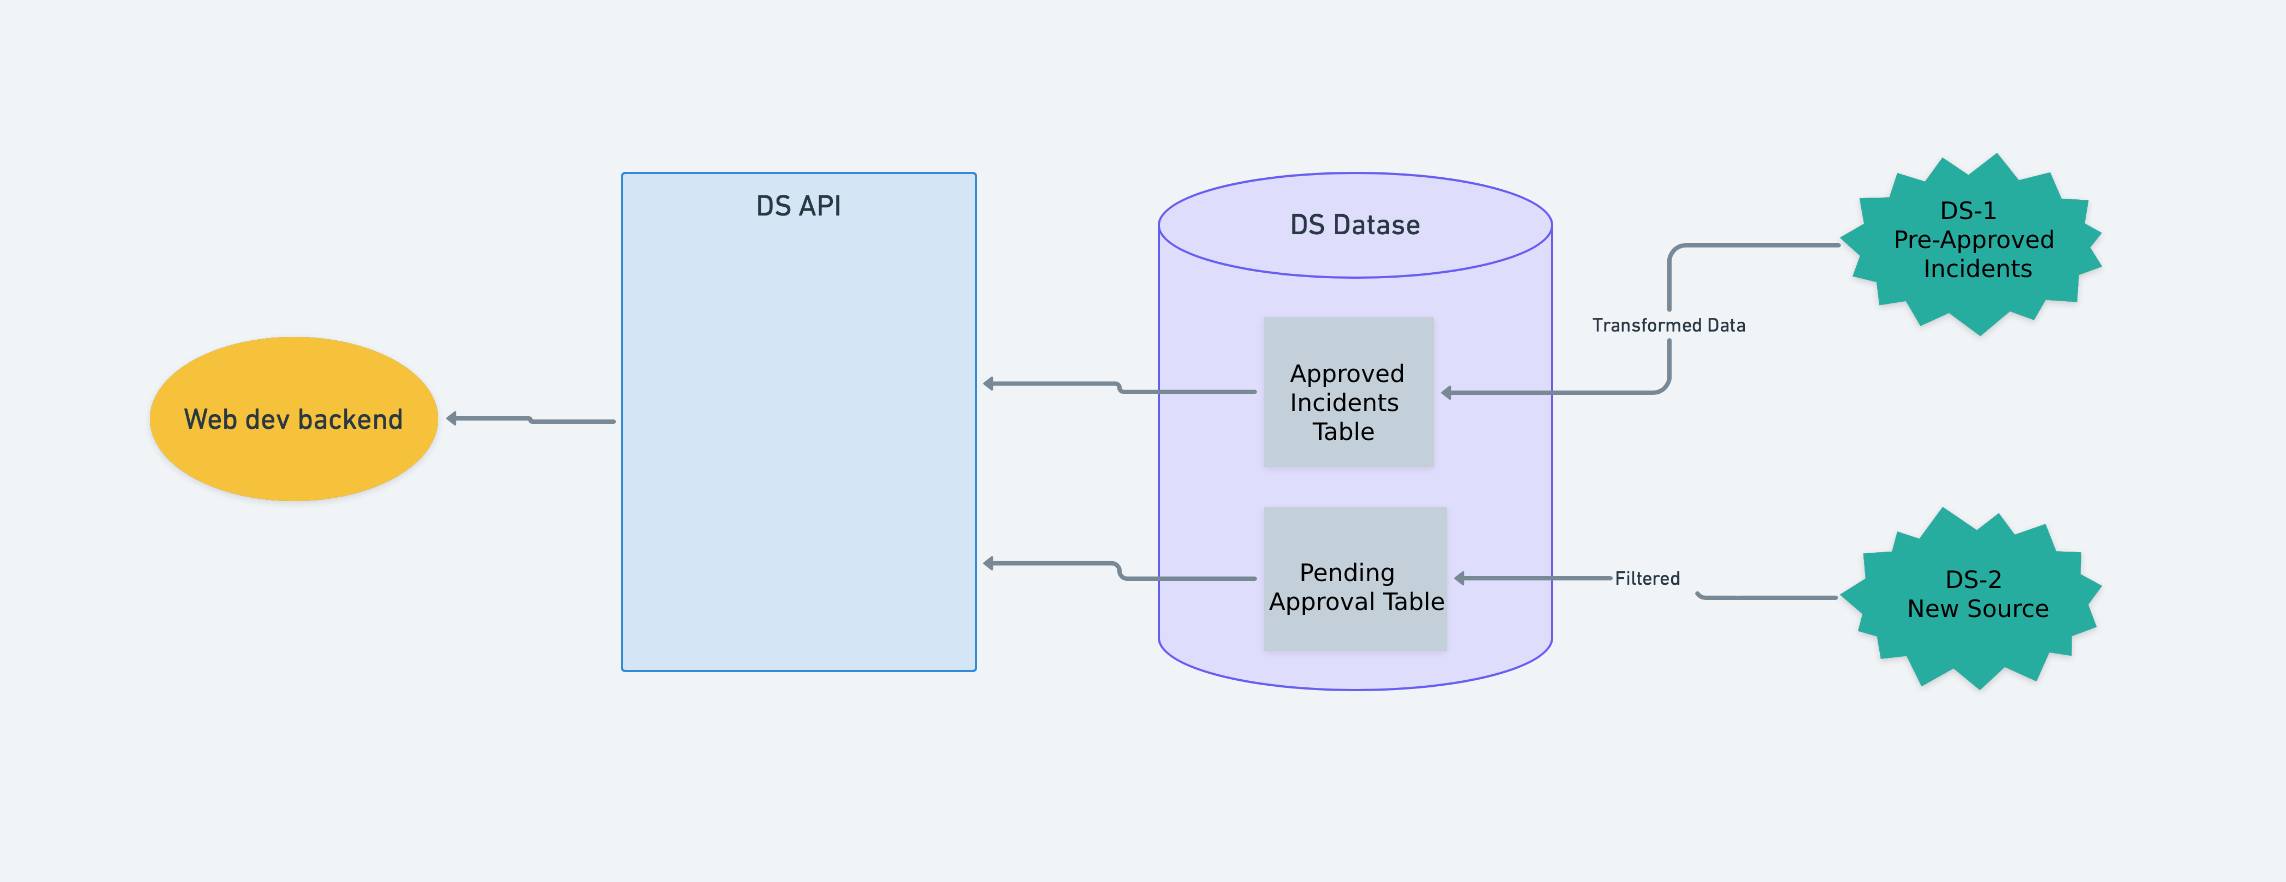 DS API
DS Datase
DS-1
Pre-Approved
Incidents
Transformed Data
Approved
Incidents
Table
Web dev backend
Pending
Approval Table
Filtered
DS-2
New Source